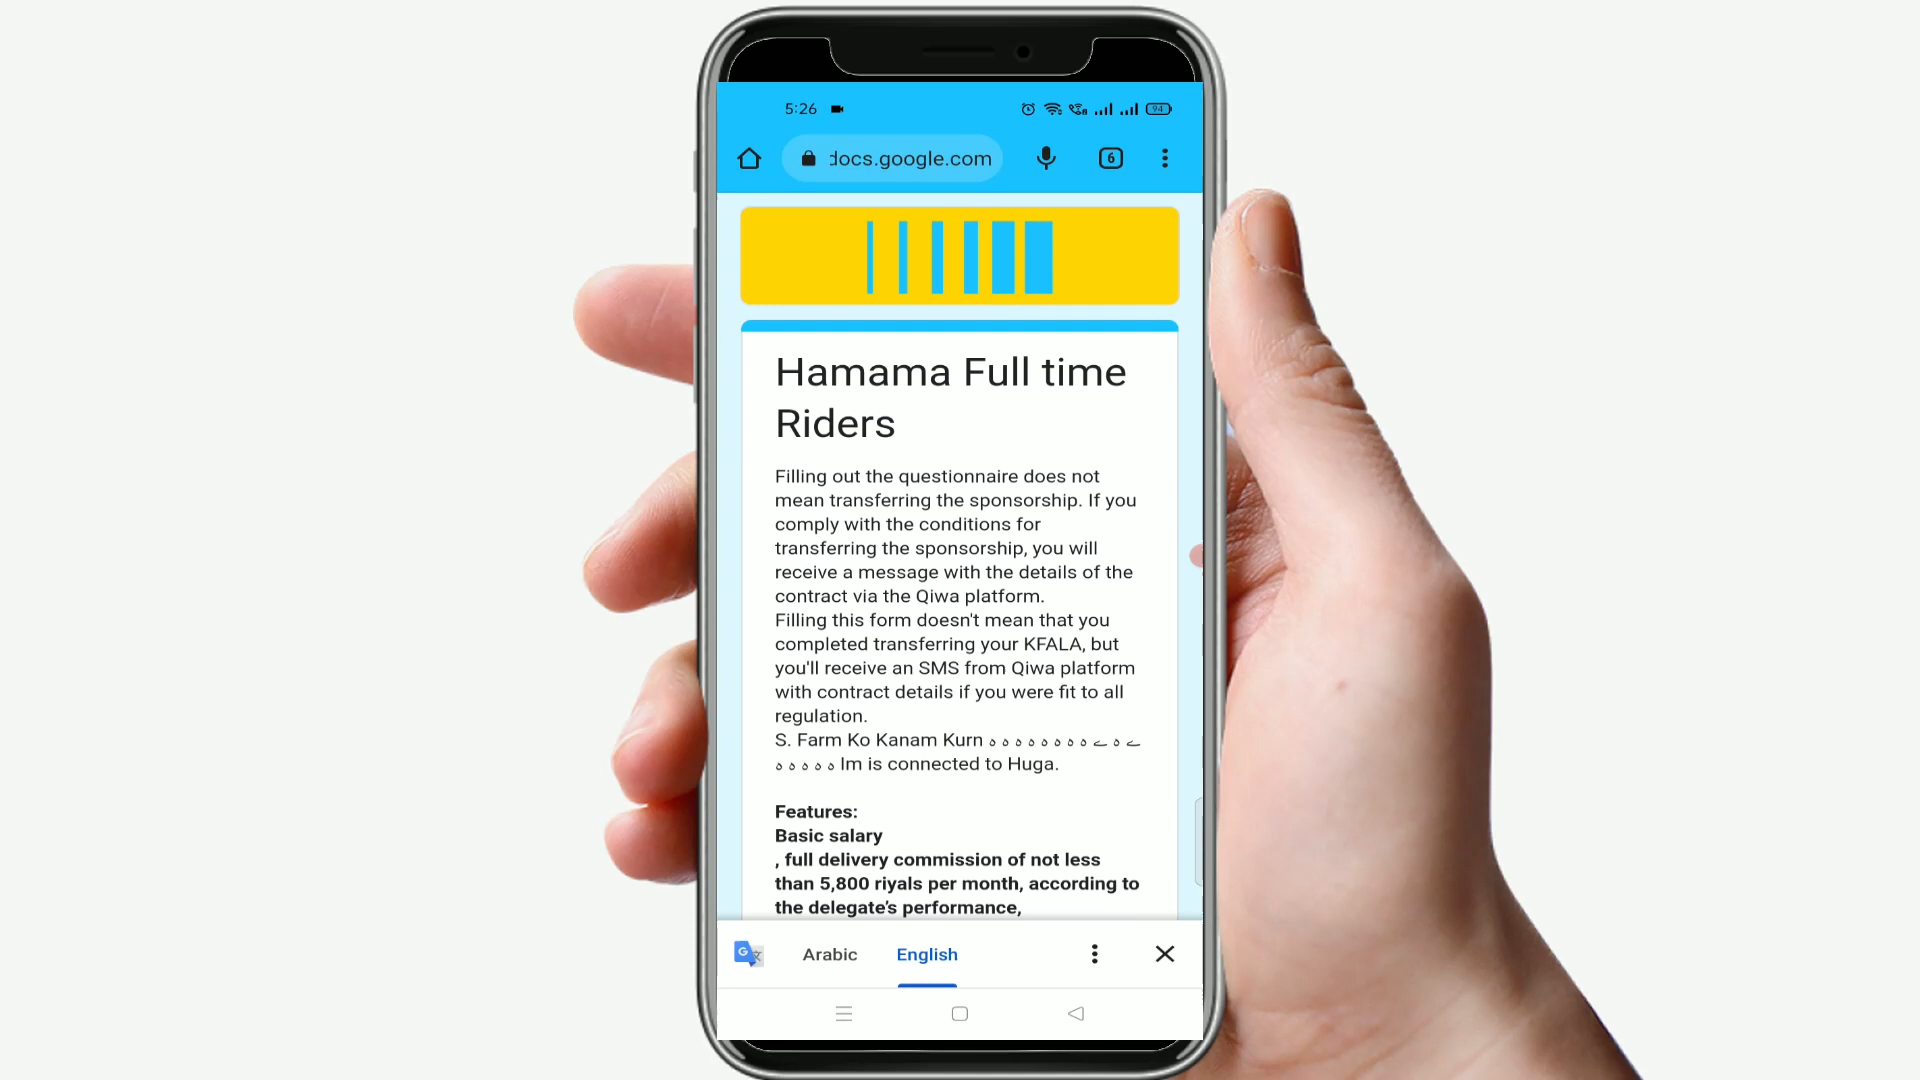 5:26
94
docs.google.com
6
Hamama Full time
Riders
Filling out the questionnaire does not
mean transferring the sponsorship. If you
comply with the conditions for
transferring the sponsorship, you will
receive a message with the details of the
contract via the Qiwa platform.
Filling this form doesn't mean that you
completed transferring your KFALA, but
you'll receive an SMS from Qiwa platform
with contract details if you were fit to all
regulation.
S. Farm Ko Kanam Kurn ه ه ه ه ه ه ه ه ے ه ے
ه ه ه ه ه Im is connected to Huga.
Features:
Basic salary
, full delivery commission of not less
than 5,800 riyals per month, according to
the delegate's performance,
Arabic English